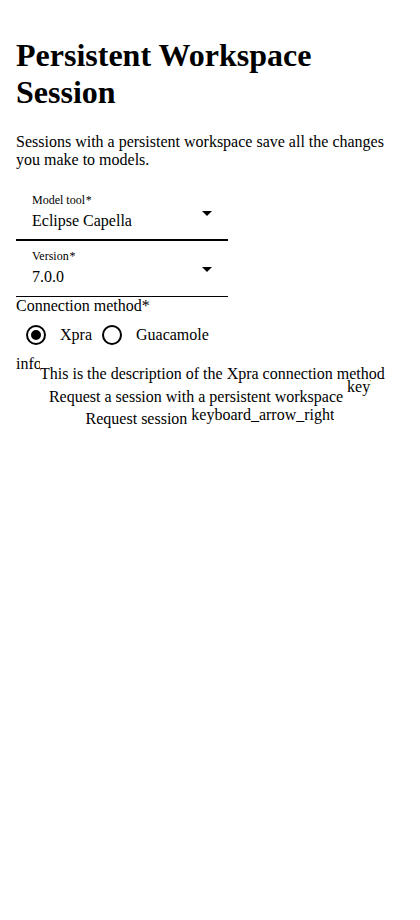 Persistent Workspace
Session
Sessions with a persistent workspace save all the changes
you make to models.
Model tool*
Eclipse Capella
Version*
7.0.0
Connection method*
Xpra Guacamole
info This is the description of the Xpra connection method
Request a session with a persistent workspace key
Request session keyboard_arrow_right